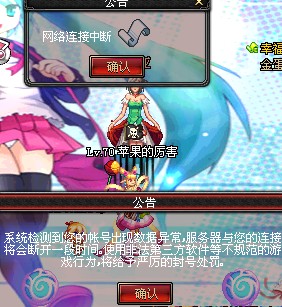 公告
网络连接中断
确认
幸福
金蛋
Lv.70 苹果的厉害
公告
系统检测到您的帐号出现数据异常,服务器与您的连接
将会断开一段时间。使用非法第三方软件等不规范的游
戏行为,将给予严厉的封号处罚。
确认